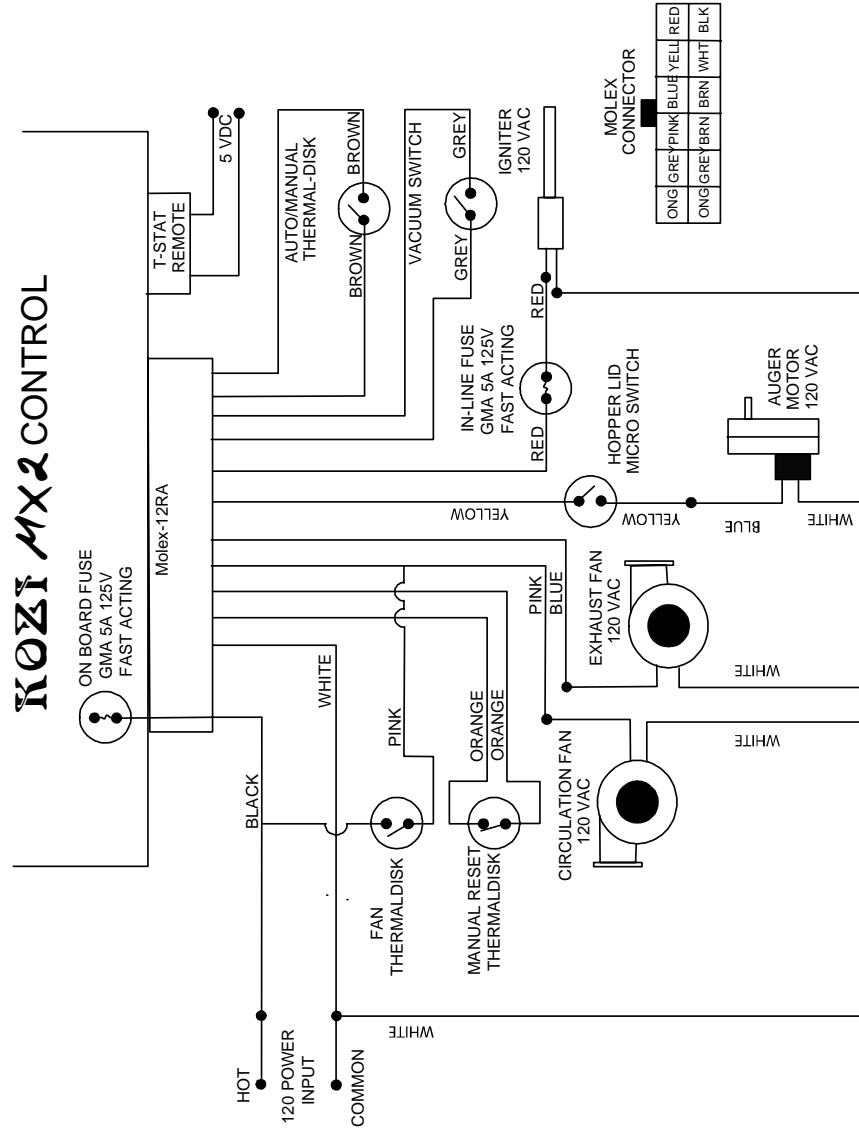 KOZI MX2 CONTROL
ON BOARD FUSE
GMA 5A 125V
FAST ACTING
T-STAT
REMOTE
5 VDC
Molex-12RA
HOT
120 POWER
INPUT
COMMON
BLACK
WHITE
WHITE
FAN
THERMALDISK
PINK
MANUAL RESET
THERMALDISK
ORANGE
ORANGE
CIRCULATION FAN
120 VAC
PINK
BLUE
WHITE
EXHAUST FAN
120 VAC
WHITE
YELLOW
HOPPER LID
MICRO SWITCH
YELLOW
BLUE
WHITE
AUGER
MOTOR
120 VAC
RED
IN-LINE FUSE
GMA 5A 125V
FAST ACTING
RED
IGNITER
120 VAC
GREY
VACUUM SWITCH
GREY
BROWN
AUTO/MANUAL
THERMAL-DISK
BROWN
MOLEX
CONNECTOR
ONG GREY PINK BLUE YELL RED
ONG GREY BRN BRN WHT BLK